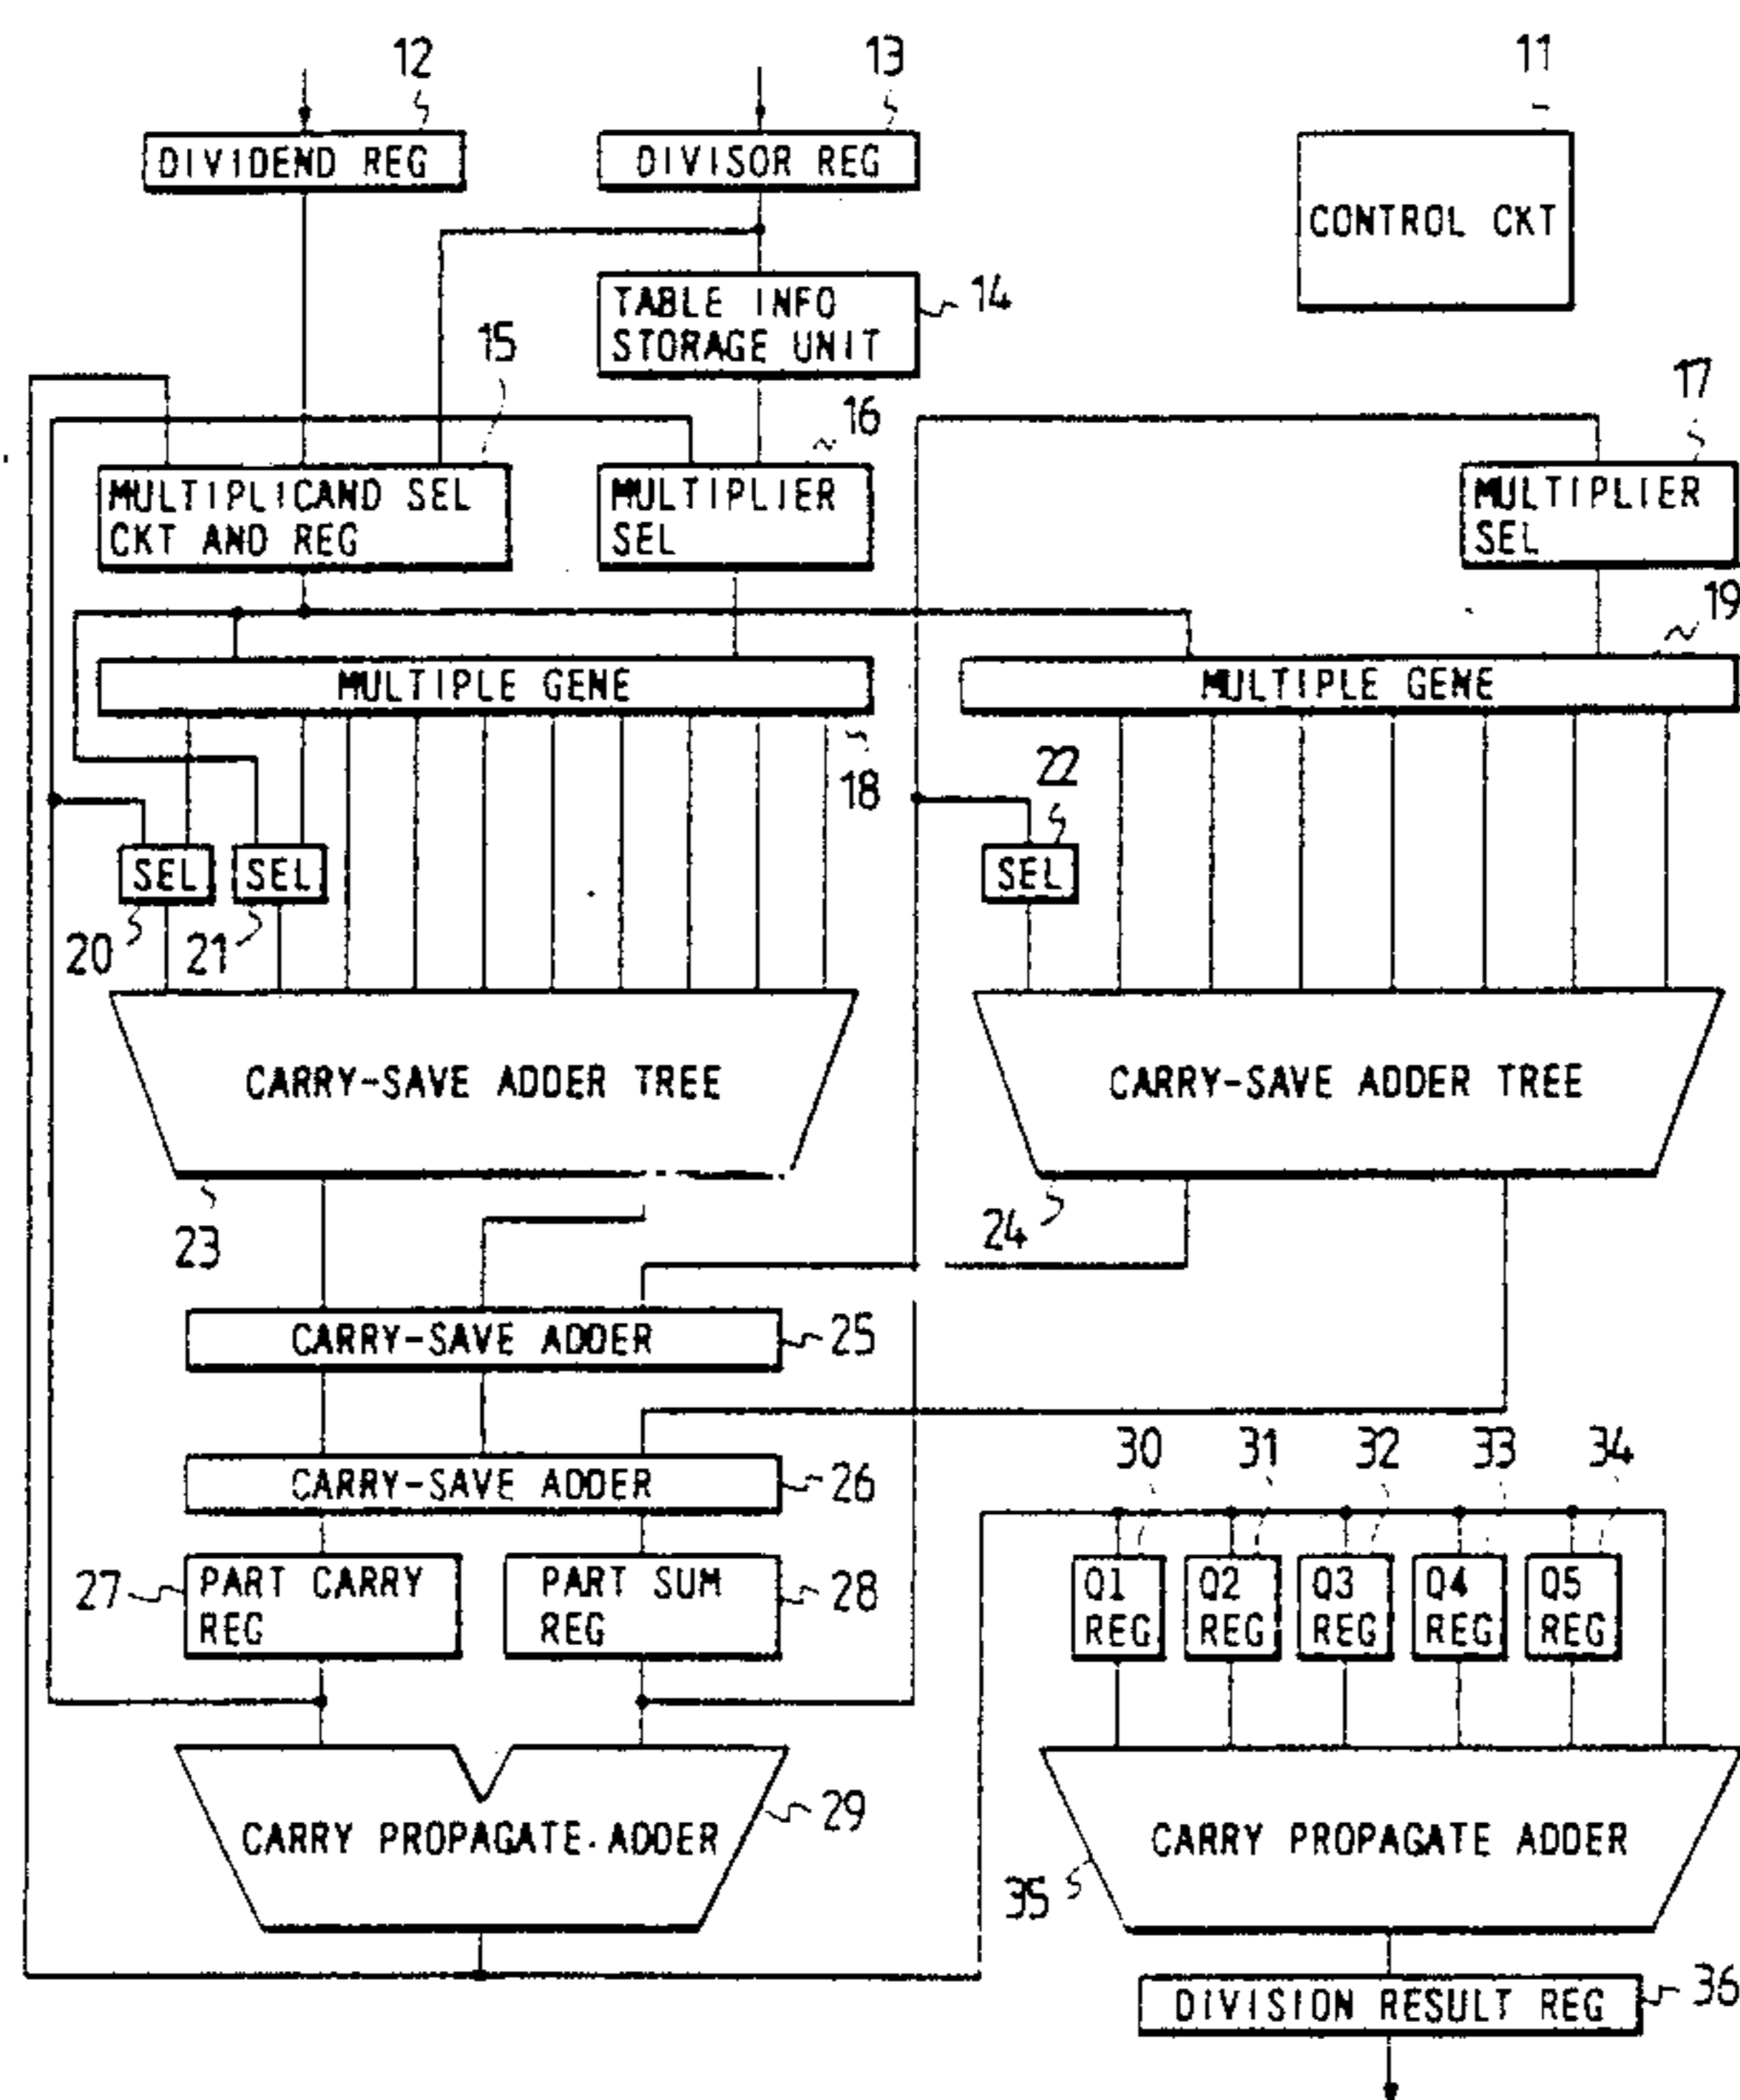 12
13
11
DIVIDEND REG
DIVISOR REG
CONTROL CKT
TABLE INFO
STORAGE UNIT
14
15
16
17
MULTIPLICAND SEL
CKT AND REG
MULTIPLIER
SEL
MULTIPLIER
SEL
19
MULTIPLE GENE
MULTIPLE GENE
18
22
SEL
SEL
SEL
20
21
CARRY-SAVE ADDER TREE
CARRY-SAVE ADDER TREE
23
24
CARRY-SAVE ADDER
25
CARRY-SAVE ADDER
26
30
31
32
33
34
27
PART CARRY
REG
PART SUM
REG
28
Q1
REG
Q2
REG
Q3
REG
Q4
REG
Q5
REG
CARRY PROPAGATE ADDER
29
CARRY PROPAGATE ADDER
35
DIVISION RESULT REG
36